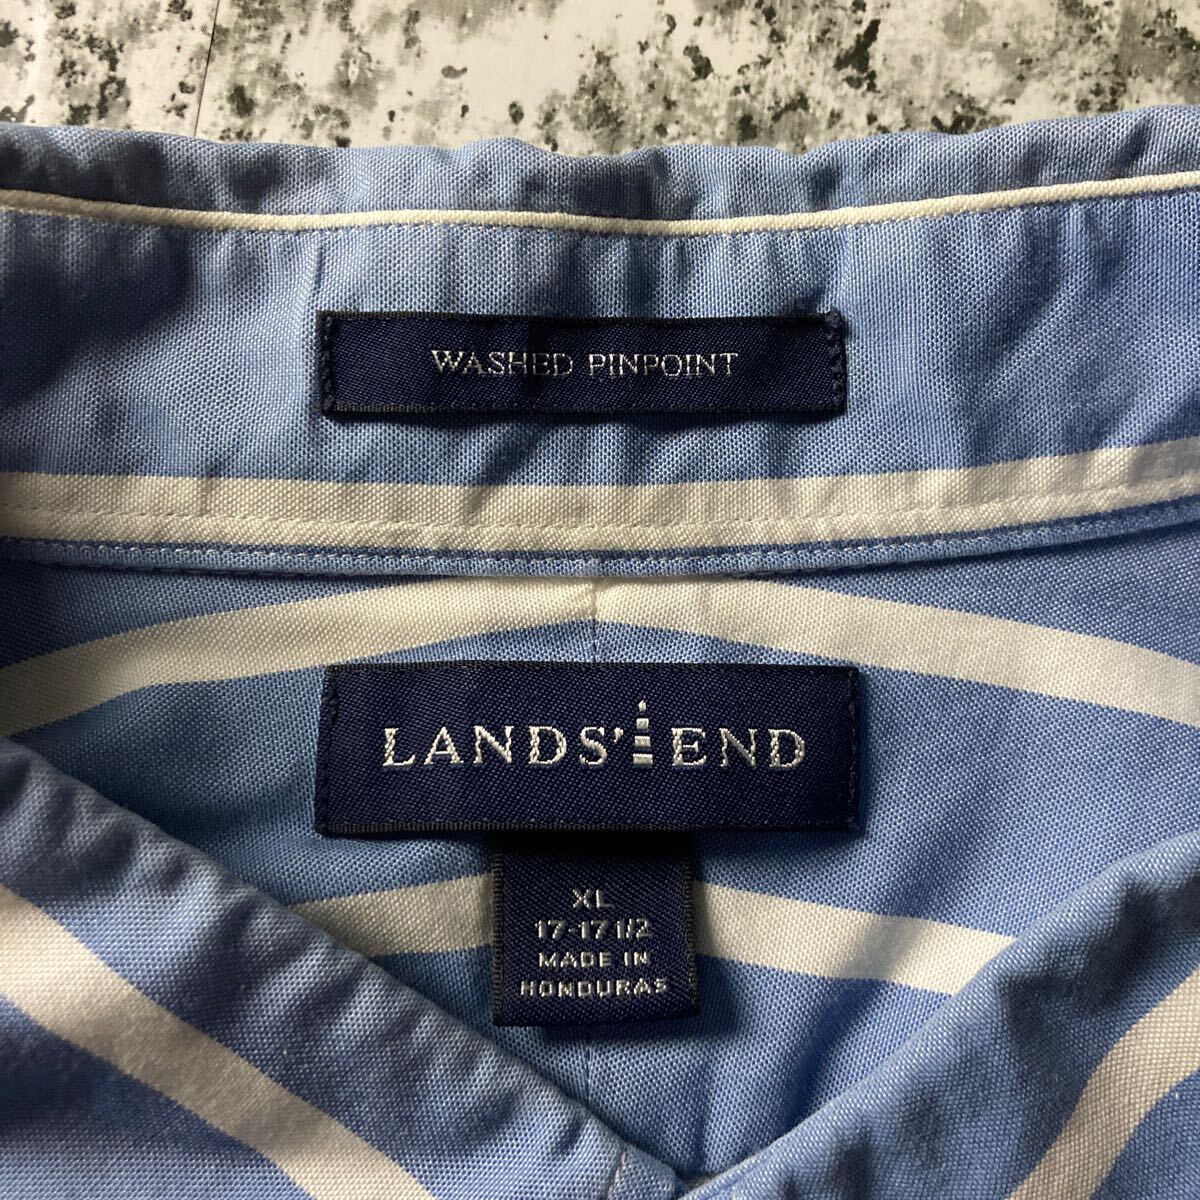 WASHED PINPOINT
LANDS' END
XL
17-17 1/2
MADE IN
HONDURAS